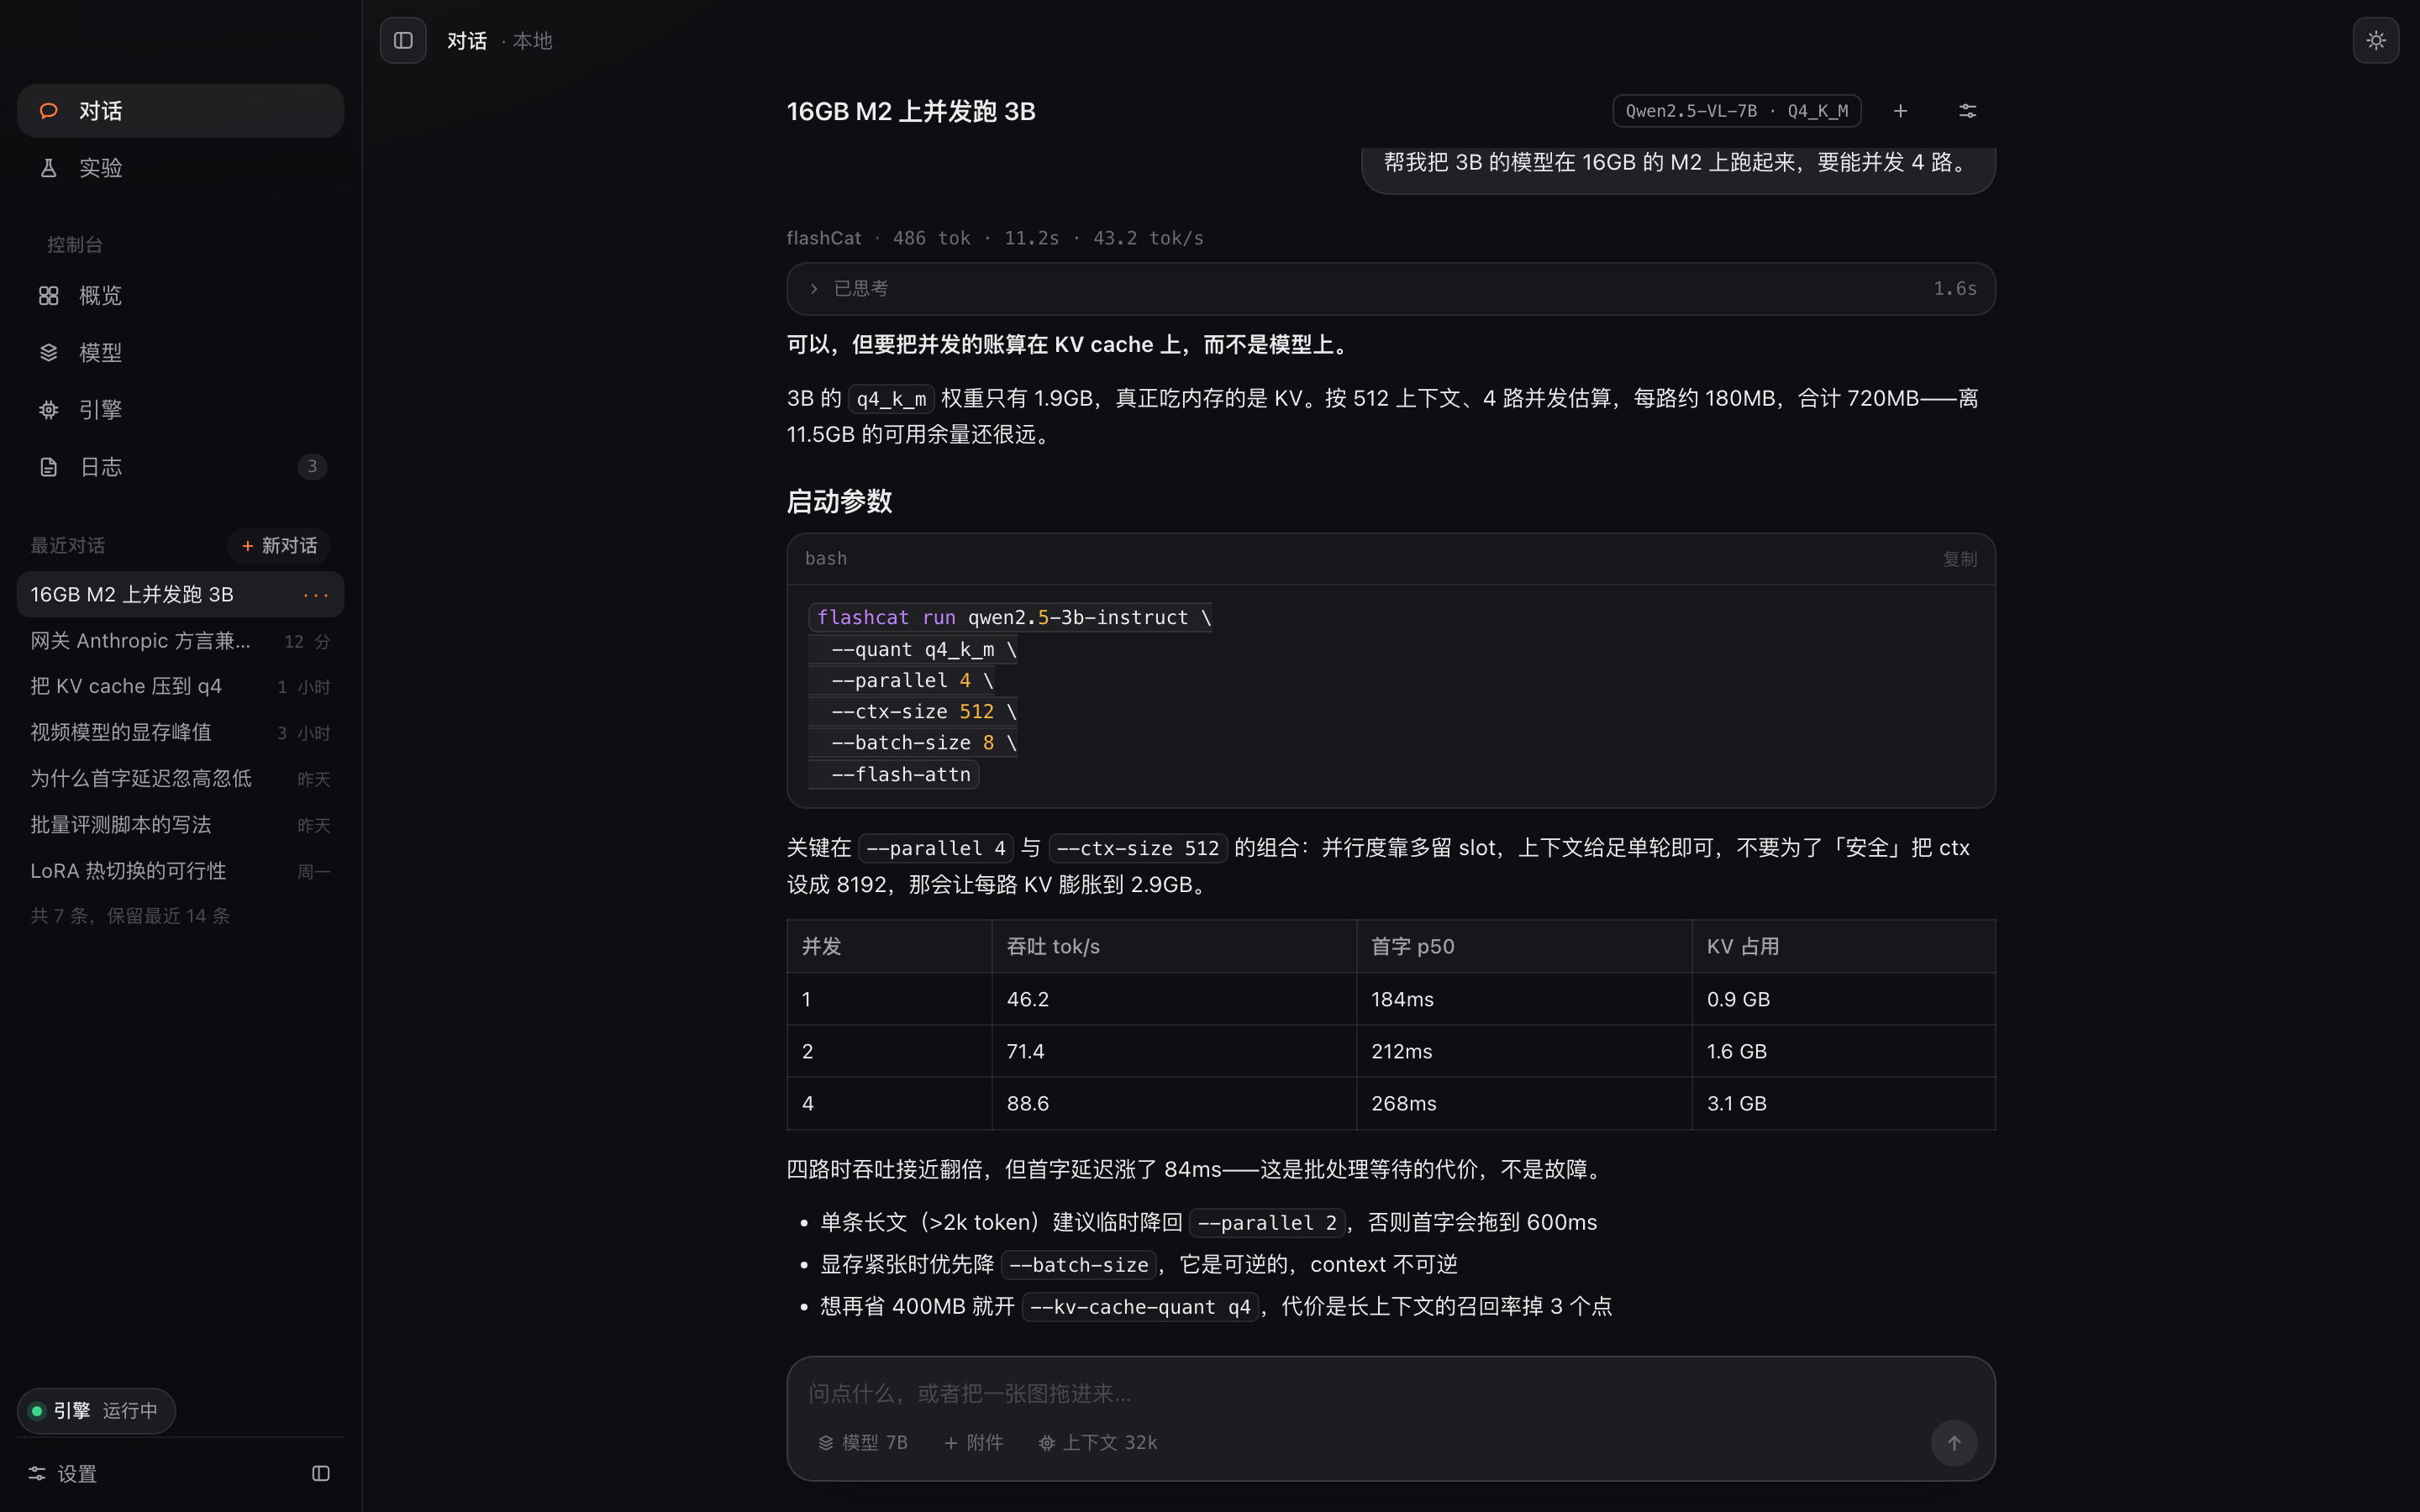 对话 · 本地
对话
实验
控制台
概览
模型
引擎
日志 3
最近对话 + 新对话
16GB M2 上并发跑 3B ···
网关 Anthropic 方言兼... 12 分
把 KV cache 压到 q4 1 小时
视频模型的显存峰值 3 小时
为什么首字延迟忽高忽低 昨天
批量评测脚本的写法 昨天
LoRA 热切换的可行性 周一
共 7 条，保留最近 14 条
引擎 运行中
设置
16GB M2 上并发跑 3B Qwen2.5-VL-7B · Q4_K_M +
帮我把 3B 的模型在 16GB 的 M2 上跑起来，要能并发 4 路。
flashCat · 486 tok · 11.2s · 43.2 tok/s
已思考 1.6s
可以，但要把并发的账算在 KV cache 上，而不是模型上。
3B 的 q4_k_m 权重只有 1.9GB，真正吃内存的是 KV。按 512 上下文、4 路并发估算，每路约 180MB，合计 720MB——离
11.5GB 的可用余量还很远。
启动参数
bash 复制
flashcat run qwen2.5-3b-instruct \
--quant q4_k_m \
--parallel 4 \
--ctx-size 512 \
--batch-size 8 \
--flash-attn
关键在 --parallel 4 与 --ctx-size 512 的组合：并行度靠多留 slot，上下文给足单轮即可，不要为了「安全」把 ctx
设成 8192，那会让每路 KV 膨胀到 2.9GB。
并发 吞吐 tok/s 首字 p50 KV 占用
1 46.2 184ms 0.9 GB
2 71.4 212ms 1.6 GB
4 88.6 268ms 3.1 GB
四路时吞吐接近翻倍，但首字延迟涨了 84ms——这是批处理等待的代价，不是故障。
• 单条长文（>2k token）建议临时降回 --parallel 2，否则首字会拖到 600ms
• 显存紧张时优先降 --batch-size，它是可逆的，context 不可逆
• 想再省 400MB 就开 --kv-cache-quant q4，代价是长上下文的召回率掉 3 个点
问点什么，或者把一张图拖进来...
模型 7B + 附件 上下文 32k